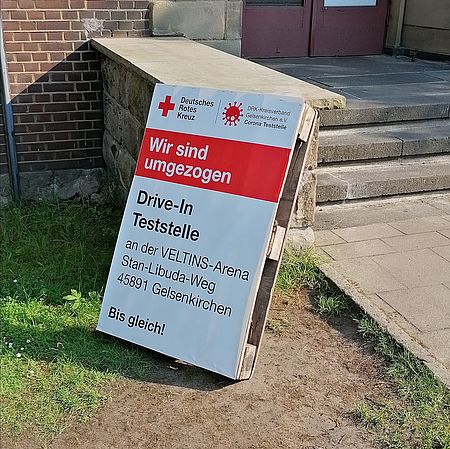 Deutsches
Rotes
Kreuz
DRK-Kreisverband
Gelsenkirchen e.V.
Corona Teststelle
Wir sind
umgezogen
Drive-In
Teststelle
an der VELTINS-Arena
Stan-Libuda-Weg
45891 Gelsenkirchen
Bis gleich!